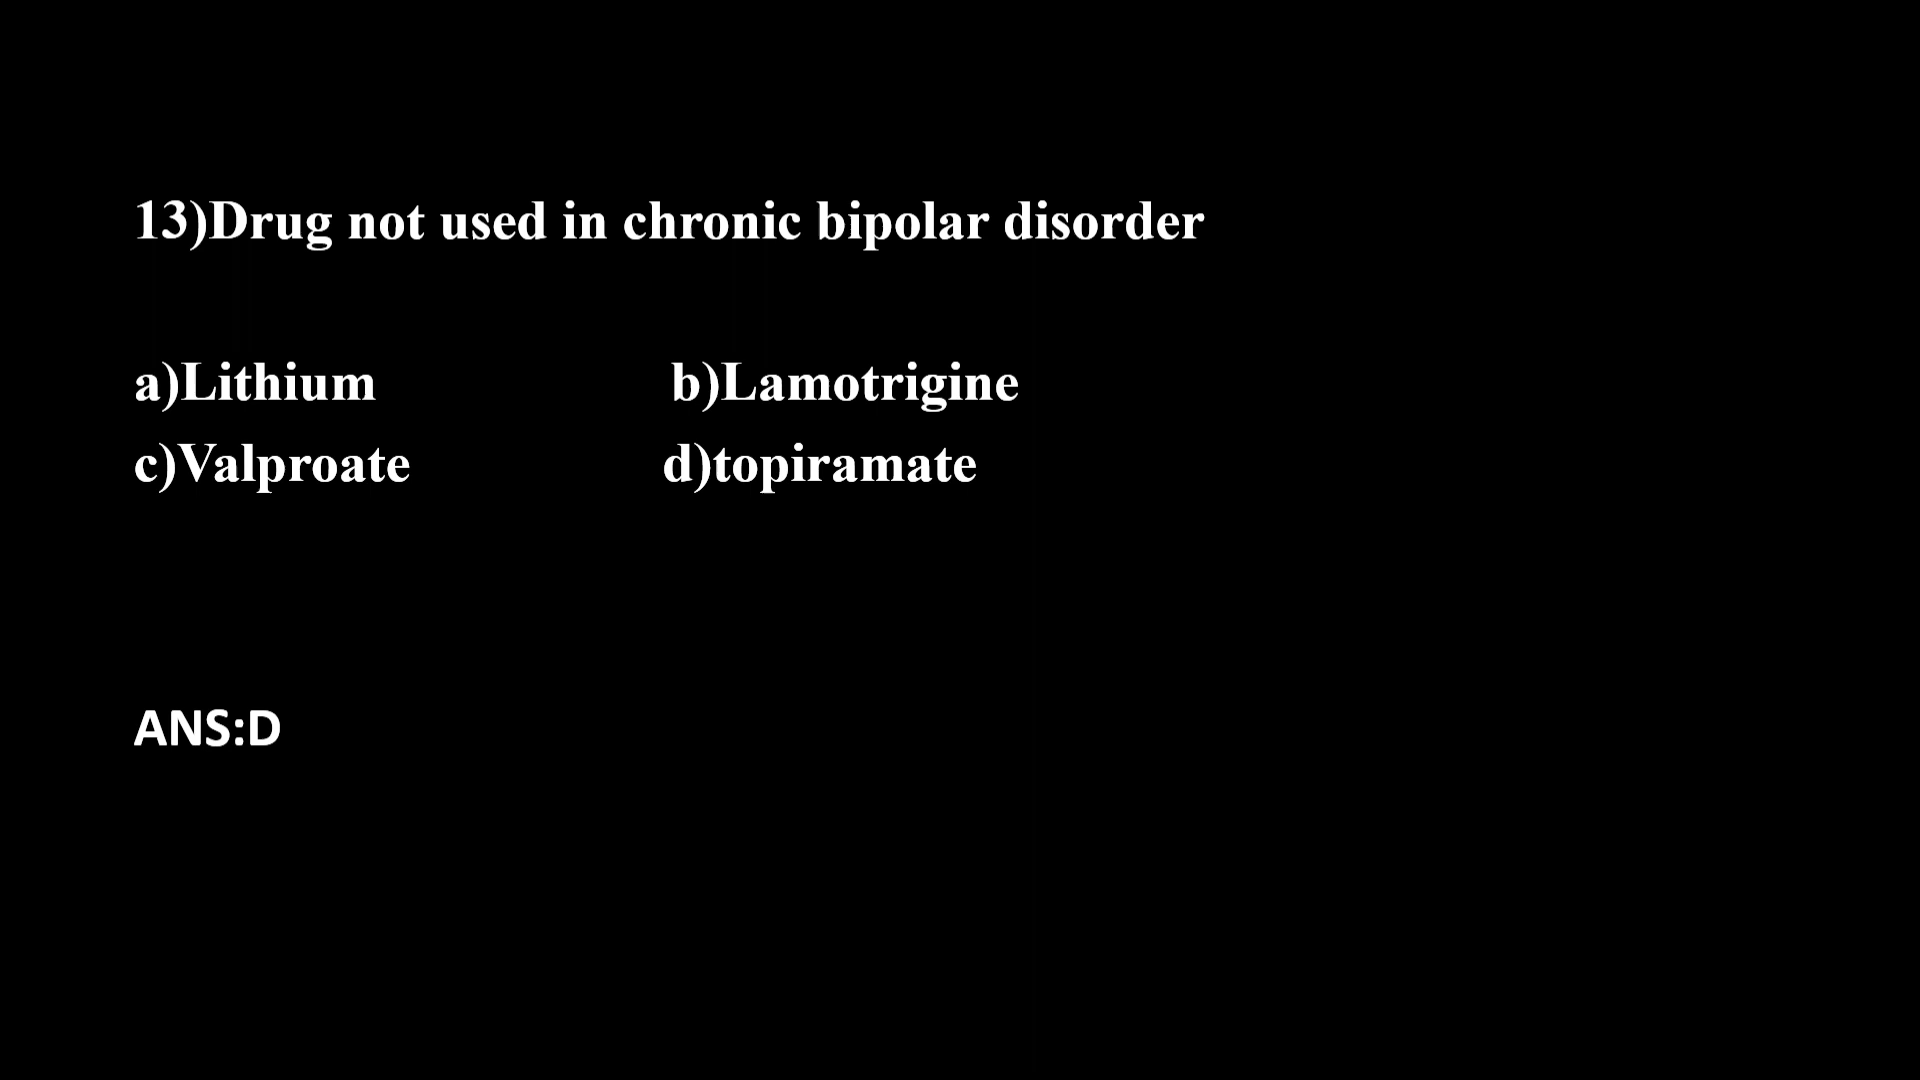 13)Drug not used in chronic bipolar disorder
a)Lithium b)Lamotrigine
c)Valproate d)topiramate
ANS:D